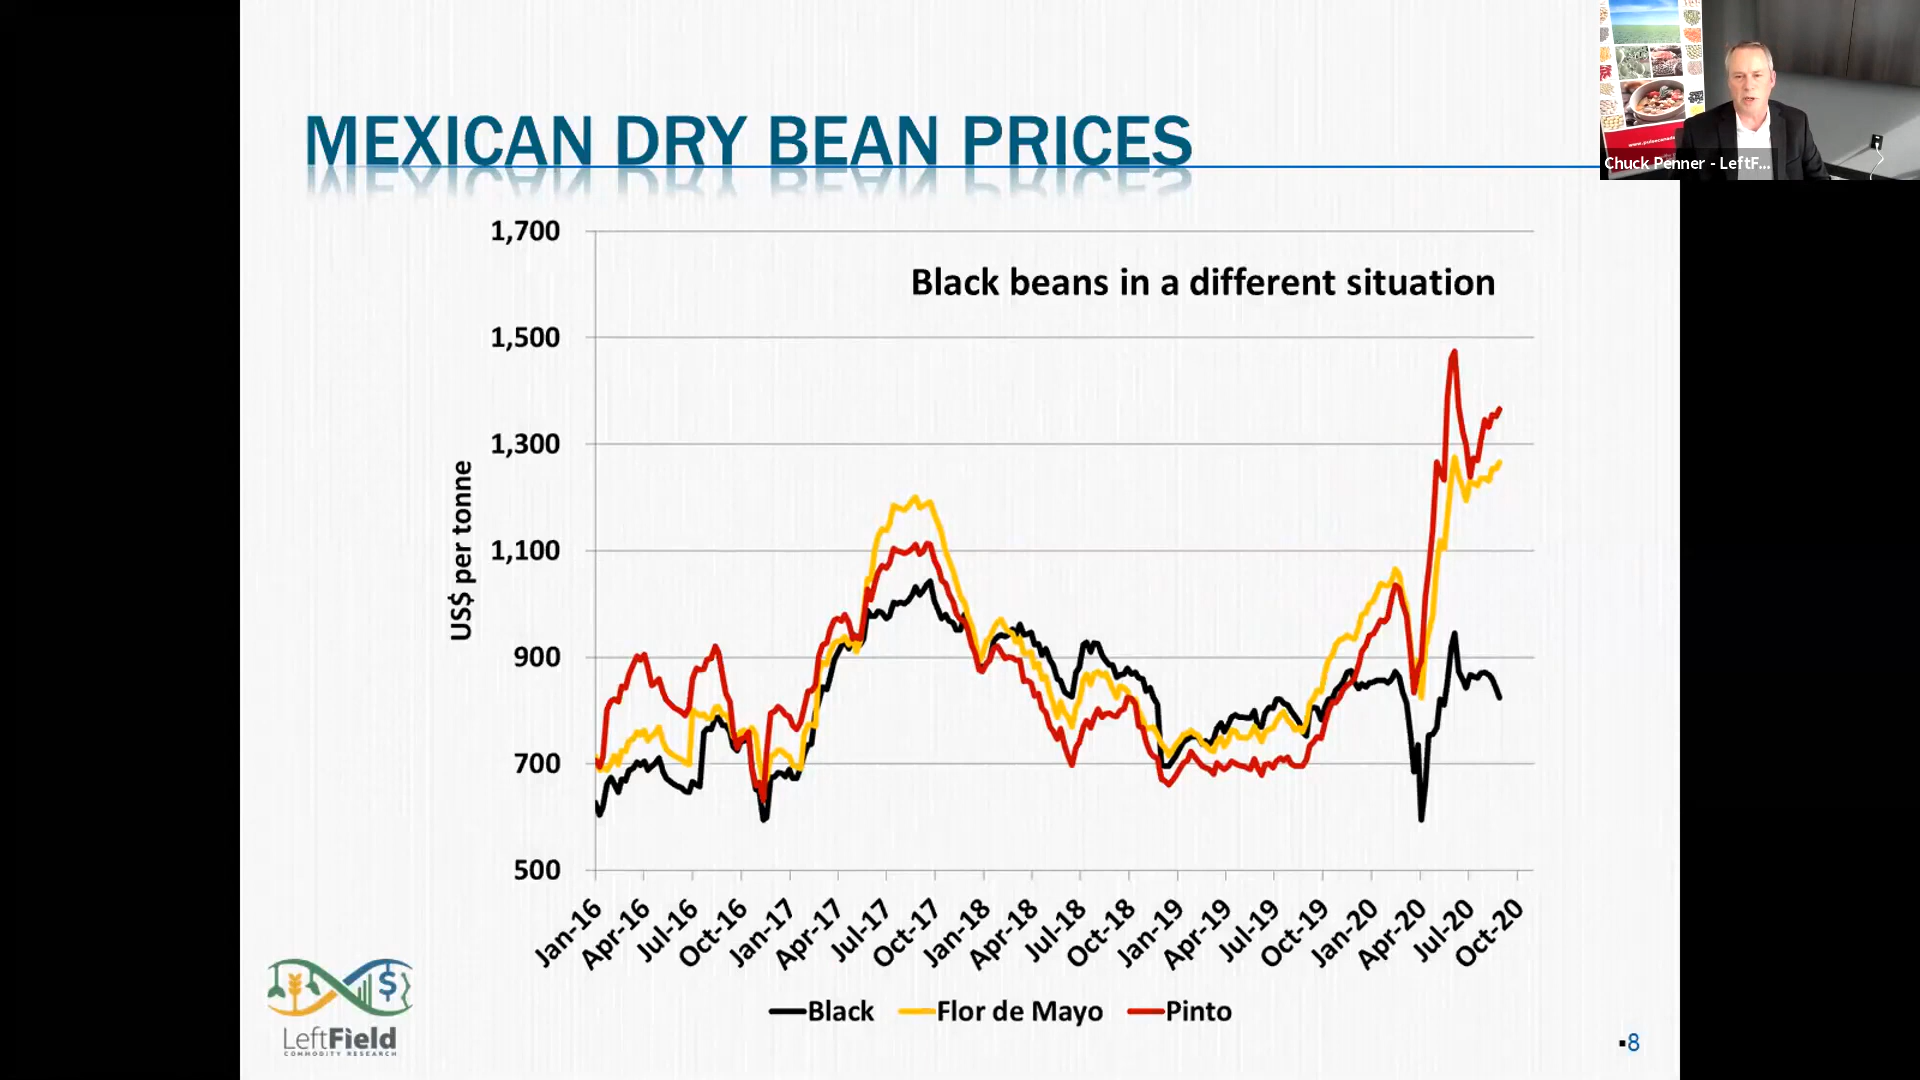 MEXICAN DRY BEAN PRICES
Chuck Penner - LeftF...
Black beans in a different situation
US$ per tonne
1,700
1,500
1,300
1,100
900
700
500
Jan-16
Apr-16
Jul-16
Oct-16
Jan-17
Apr-17
Jul-17
Oct-17
Jan-18
Apr-18
Jul-18
Oct-18
Jan-19
Apr-19
Jul-19
Oct-19
Jan-20
Apr-20
Jul-20
Oct-20
Black
Flor de Mayo
Pinto
LeftField
COMMODITY RESEARCH
8